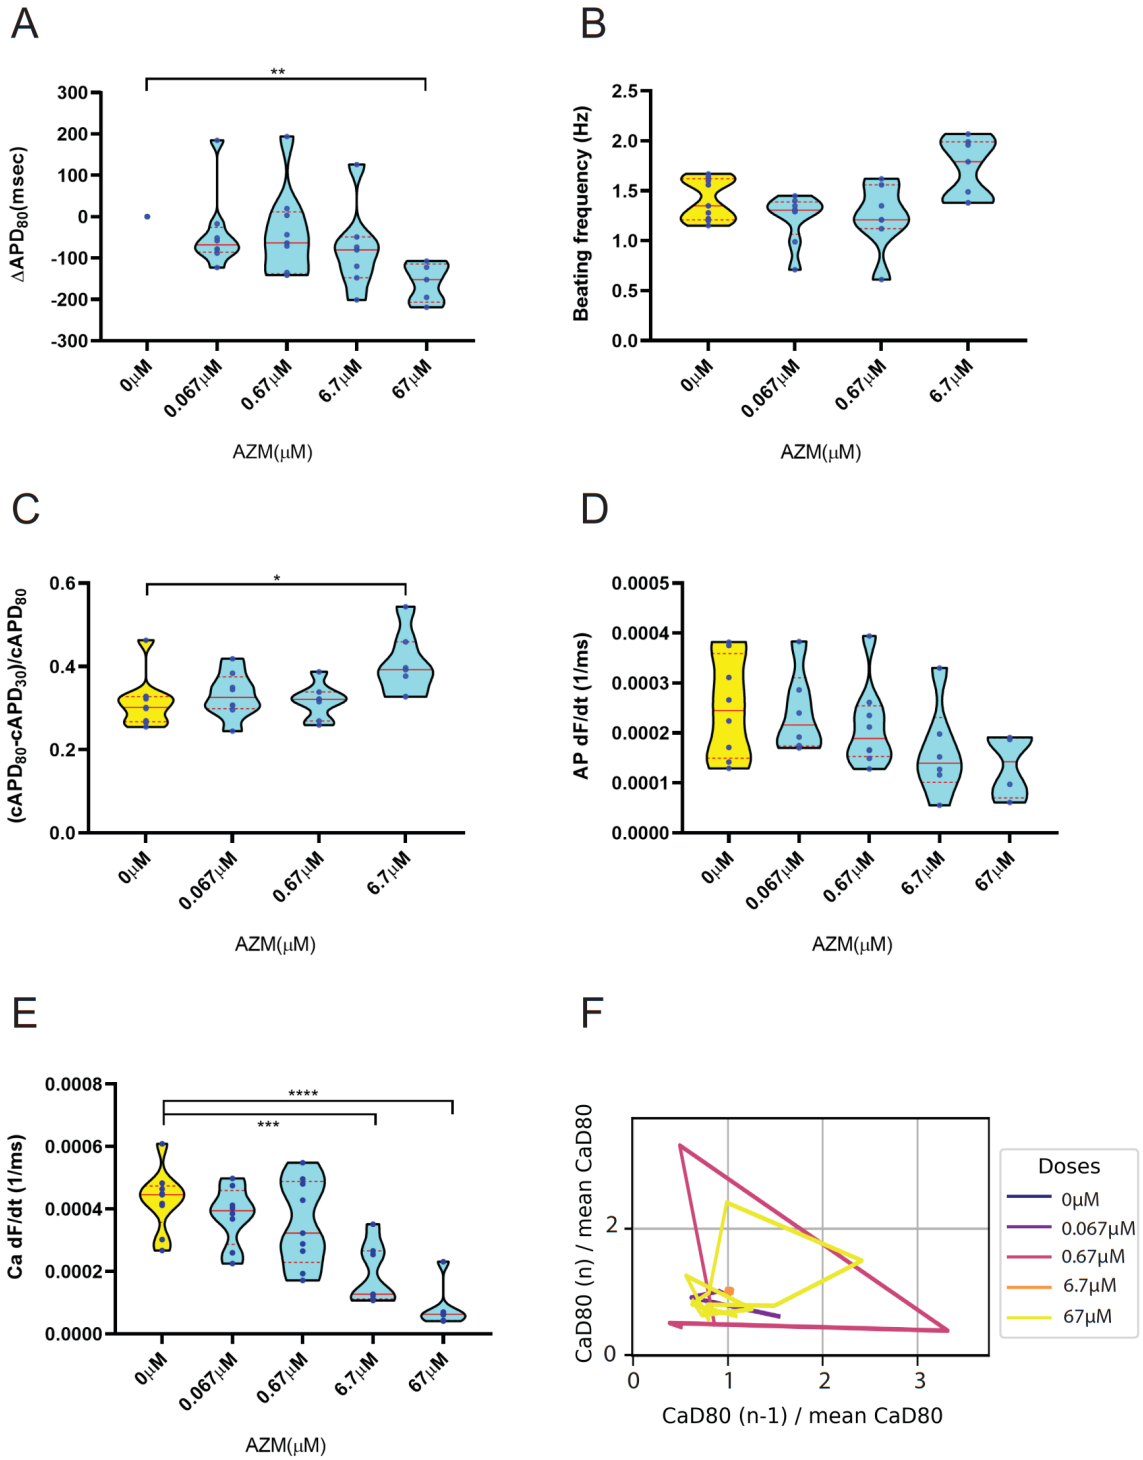 A
**
ΔAPD80(msec)
300
200
100
0
-100
-200
-300
0μM
0.067μM
0.67μM
6.7μM
67μM
AZM(μM)
B
Beating frequency (Hz)
2.5
2.0
1.5
1.0
0.5
0.0
0μM
0.067μM
0.67μM
6.7μM
AZM(μM)
C
*
(cAPD80-cAPD30)/cAPD80
0.6
0.4
0.2
0.0
0μM
0.067μM
0.67μM
6.7μM
AZM(μM)
D
AP dF/dt (1/ms)
0.0005
0.0004
0.0003
0.0002
0.0001
0.0000
0μM
0.067μM
0.67μM
6.7μM
67μM
AZM(μM)
E
****
***
Ca dF/dt (1/ms)
0.0008
0.0006
0.0004
0.0002
0.0000
0μM
0.067μM
0.67μM
6.7μM
67μM
AZM(μM)
F
CaD80 (n) / mean CaD80
2
0
0
1
2
3
CaD80 (n-1) / mean CaD80
Doses
0μM
0.067μM
0.67μM
6.7μM
67μM